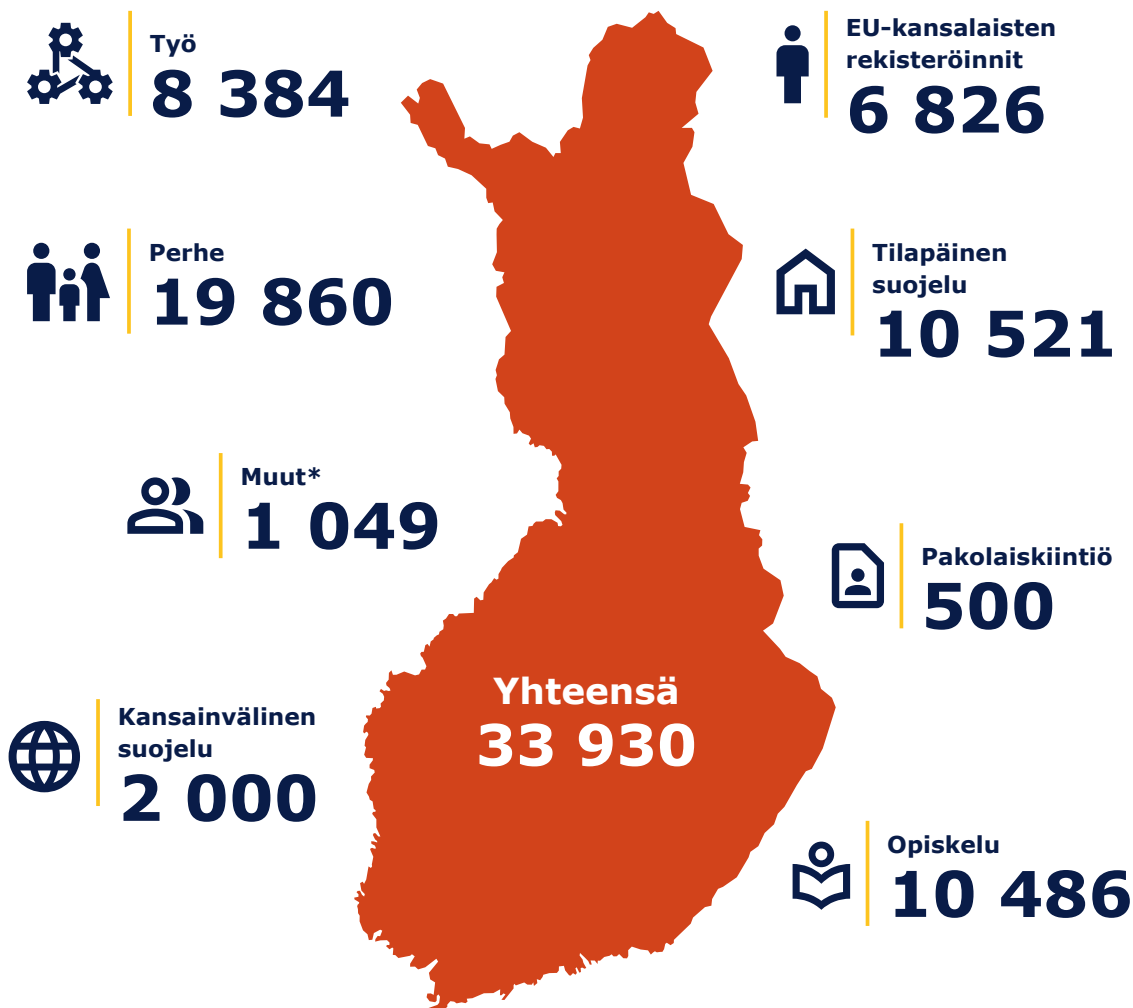 Työ
8 384
EU-kansalaisten
rekisteröinnit
6 826
Perhe
19 860
Tilapäinen
suojelu
10 521
Muut*
1 049
Pakolaiskiintiö
500
Yhteensä
33 930
Kansainvälinen
suojelu
2 000
Opiskelu
10 486